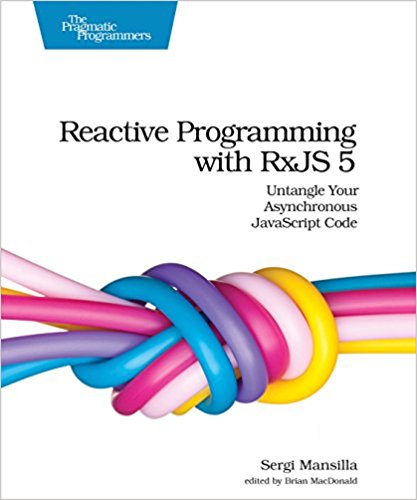 The
Pragmatic
Programmers
Reactive Programming
with RxJS 5
Untangle Your
Asynchronous
JavaScript Code
Sergi Mansilla
edited by Brian MacDonald